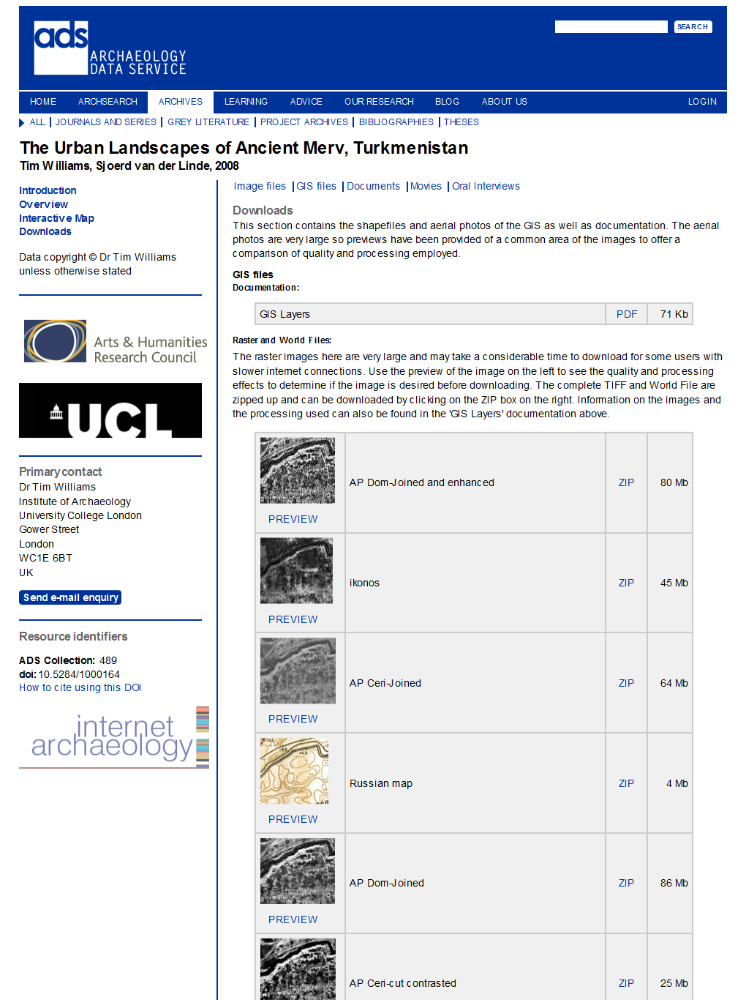 ads
ARCHAEOLOGY
DATA SERVICE
SEARCH
HOME ARCHSEARCH ARCHIVES LEARNING ADVICE OUR RESEARCH BLOG ABOUT US LOGIN
ALL JOURNALS AND SERIES GREY LITERATURE PROJECT ARCHIVES BIBLIOGRAPHIES THESES
The Urban Landscapes of Ancient Merv, Turkmenistan
Tim Williams, Sjoerd van der Linde, 2008
Introduction
Overview
Interactive Map
Downloads
Data copyright © Dr Tim Williams
unless otherwise stated
Arts & Humanities
Research Council
UCL
Primary contact
Dr Tim Williams
Institute of Archaeology
University College London
Gower Street
London
WC1E 6BT
UK
Send e-mail enquiry
Resource identifiers
ADS Collection: 489
doi:10.5284/1000164
How to cite using this DOI
internet
archaeology
Image files GIS files Documents Movies Oral Interviews
Downloads
This section contains the shapefiles and aerial photos of the GIS as well as documentation. The aerial
photos are very large so previews have been provided of a common area of the images to offer a
comparison of quality and processing employed.
GIS files
Documentation:
GIS Layers PDF 71 Kb
Raster and World Files:
The raster images here are very large and may take a considerable time to download for some users with
slower internet connections. Use the preview of the image on the left to see the quality and processing
effects to determine if the image is desired before downloading. The complete TIFF and World File are
zipped up and can be downloaded by clicking on the ZIP box on the right. Information on the images and
the processing used can also be found in the 'GIS Layers' documentation above.
AP Dom-Joined and enhanced ZIP 80 Mb
PREVIEW
ikonos ZIP 45 Mb
PREVIEW
AP Ceri-Joined ZIP 64 Mb
PREVIEW
Russian map ZIP 4 Mb
PREVIEW
AP Dom-Joined ZIP 86 Mb
PREVIEW
AP Ceri-cut contrasted ZIP 25 Mb